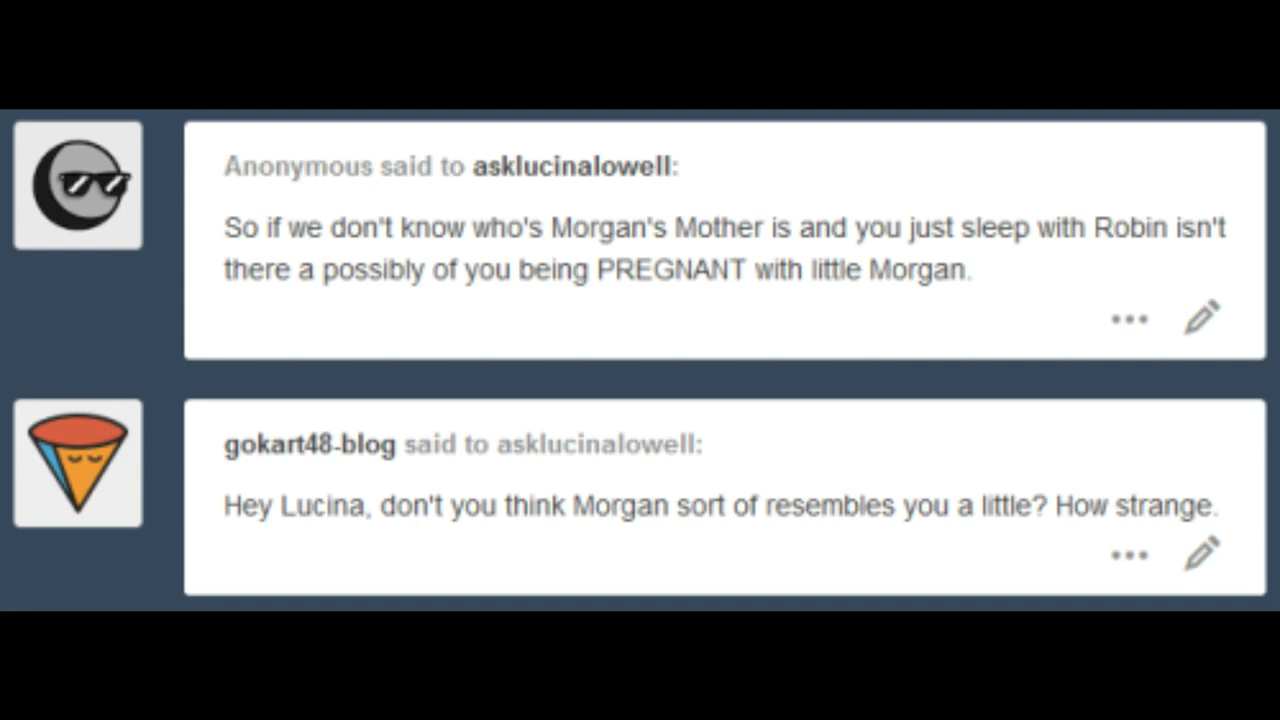 Anonymous said to asklucinalowell:
So if we don't know who's Morgan's Mother is and you just sleep with Robin isn't
there a possibly of you being PREGNANT with little Morgan.
gokart48-blog said to asklucinalowell:
Hey Lucina, don't you think Morgan sort of resembles you a little? How strange.